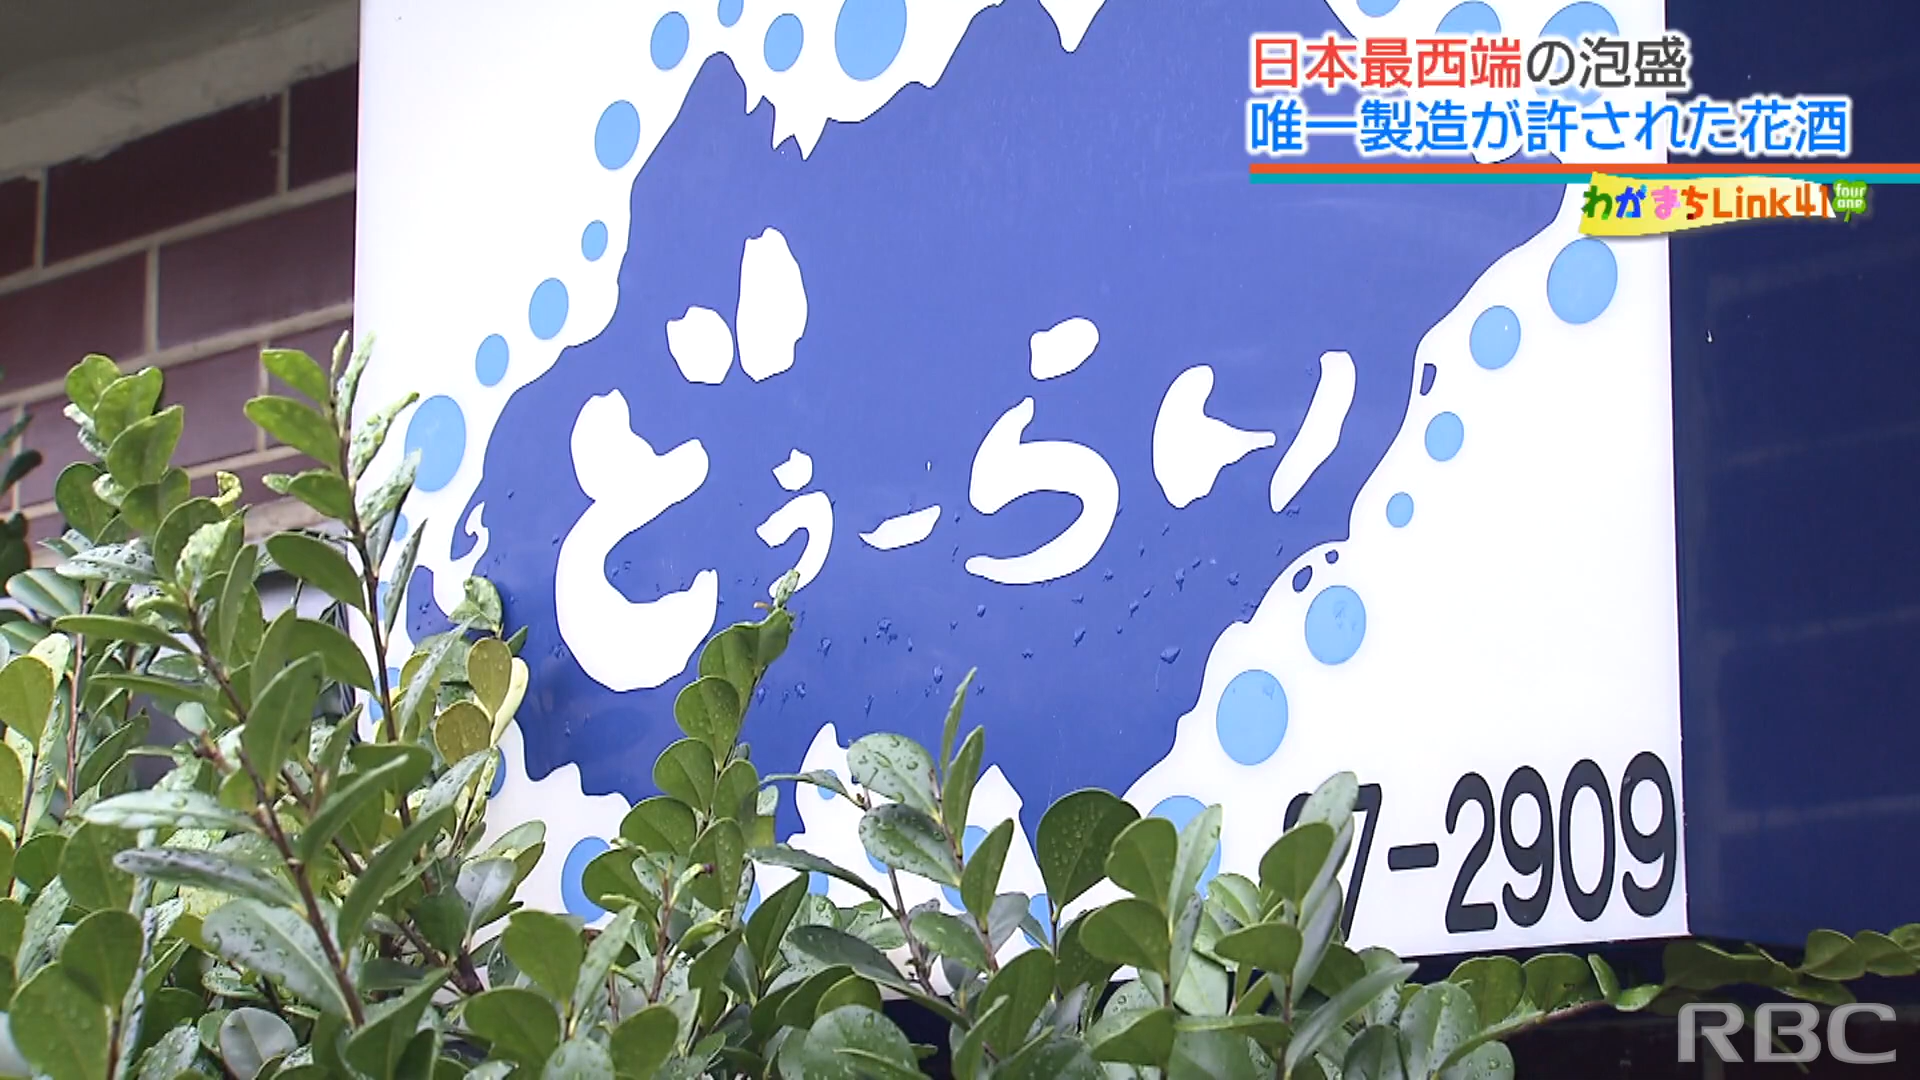 日本最西端の泡盛
唯一製造が許された花酒
わがまちLink41
four
one
どぅーらい
7-2909
RBC